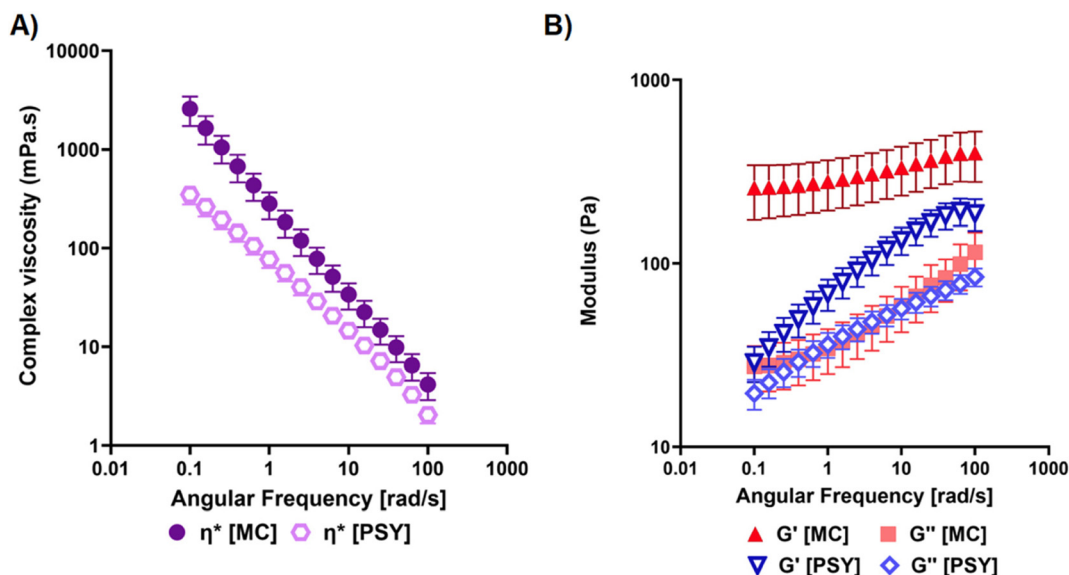 A)
Complex viscosity (mPa.s)
10000
1000
100
10
1
0.01 0.1 1 10 100 1000
Angular Frequency [rad/s]
η* [MC] η* [PSY]
B)
Modulus (Pa)
1000
100
10
0.01 0.1 1 10 100 1000
Angular Frequency [rad/s]
G' [MC] G'' [MC]
G' [PSY] G'' [PSY]